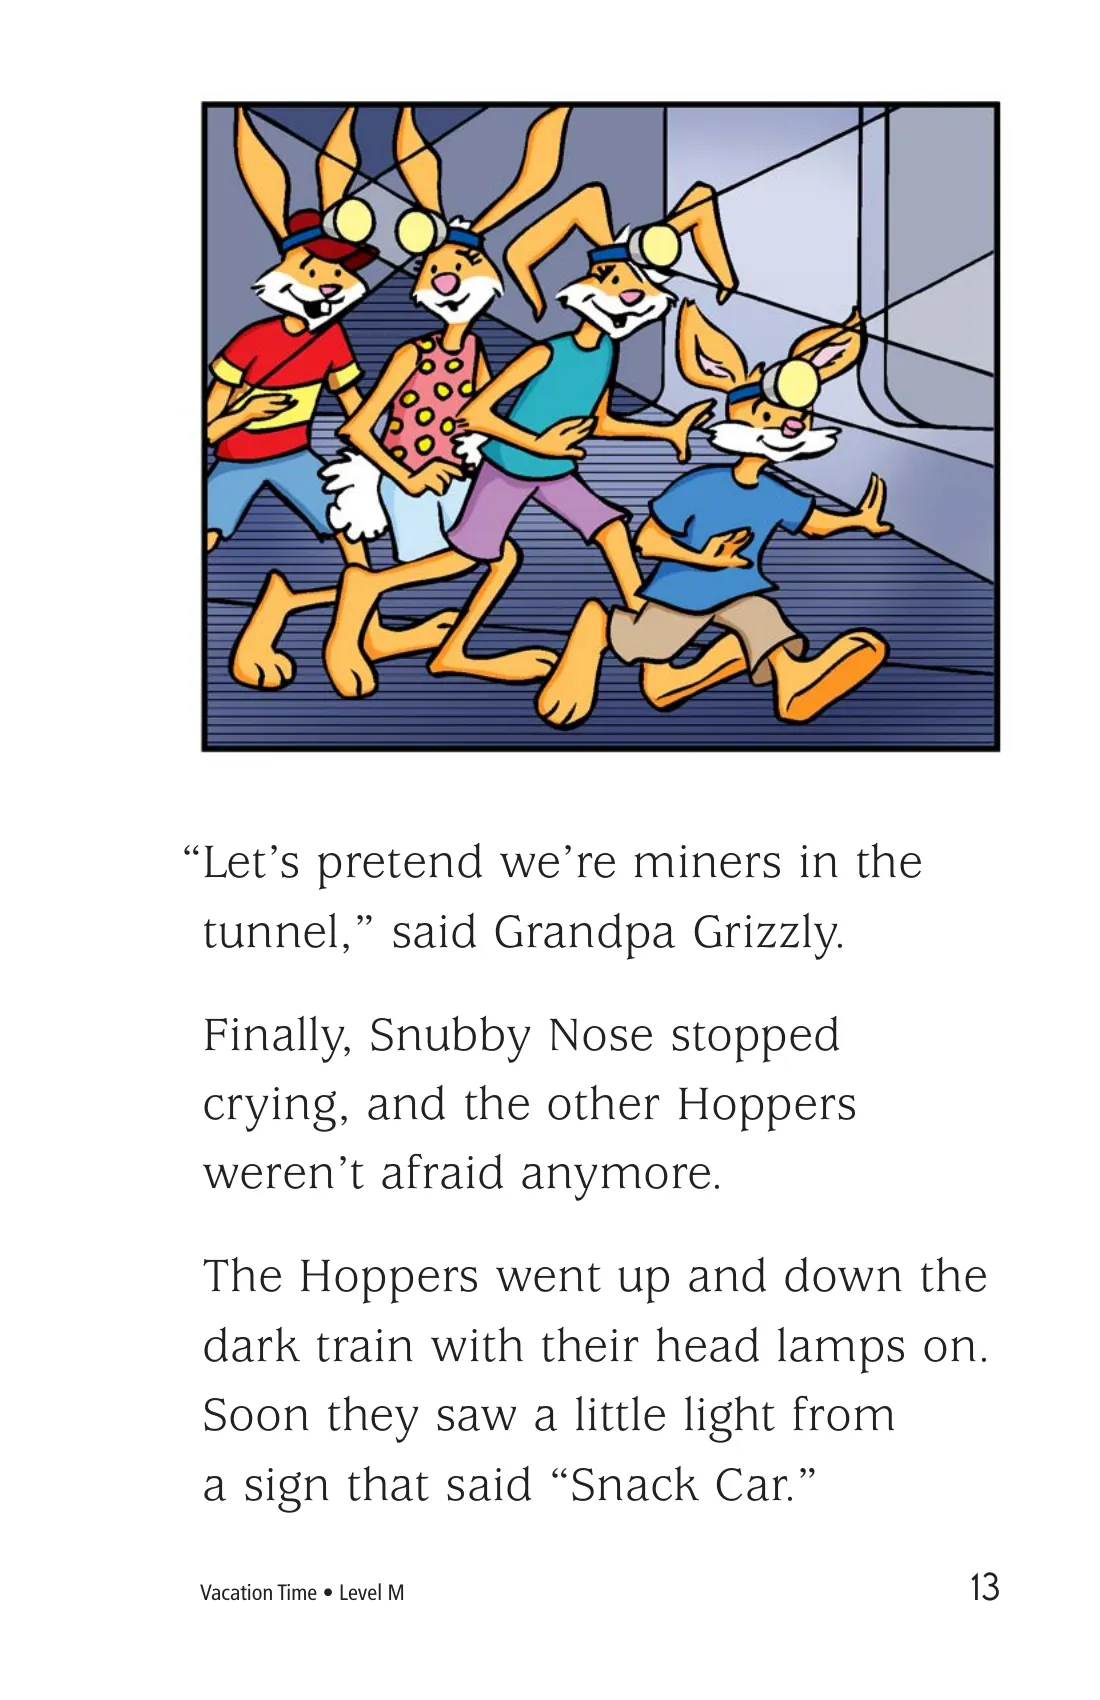 “Let’s pretend we’re miners in the
tunnel,” said Grandpa Grizzly.
Finally, Snubby Nose stopped
crying, and the other Hoppers
weren’t afraid anymore.
The Hoppers went up and down the
dark train with their head lamps on.
Soon they saw a little light from
a sign that said “Snack Car.”
Vacation Time • Level M
13